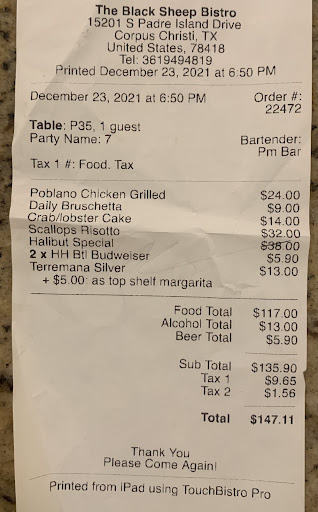 The Black Sheep Bistro
15201 S Padre Island Drive
Corpus Christi, TX
United States, 78418
Tel: 3619494819
Printed December 23, 2021 at 6:50 PM
December 23, 2021 at 6:50 PM Order #:
22472
Table: P35, 1 guest
Party Name: 7 Bartender:
Pm Bar
Tax 1 #: Food. Tax
Poblano Chicken Grilled $24.00
Daily Bruschetta $9.00
Crab/lobster Cake $14.00
Scallops Risotto $32.00
Halibut Special $38.00
2 x HH Btl Budweiser $5.90
Terremana Silver $13.00
+ $5.00: as top shelf margarita
Food Total $117.00
Alcohol Total $13.00
Beer Total $5.90
Sub Total $135.90
Tax 1 $9.65
Tax 2 $1.56
Total $147.11
Thank You
Please Come Again!
Printed from iPad using TouchBistro Pro